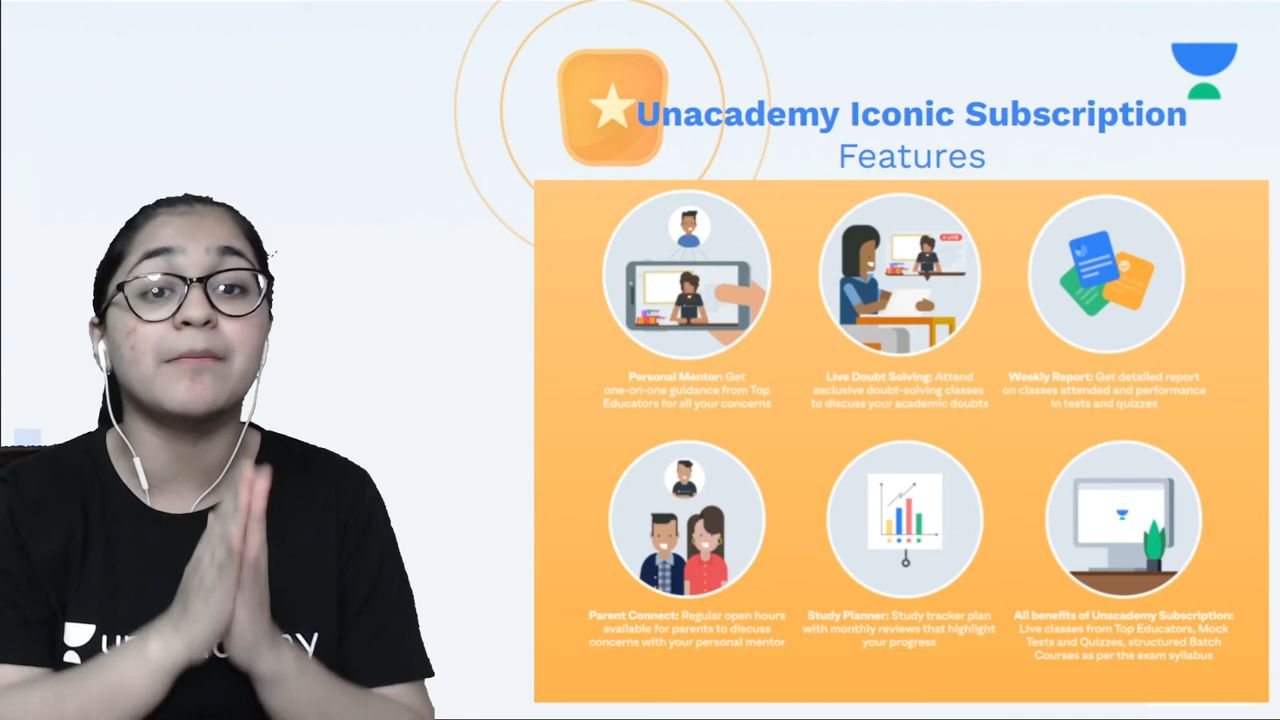 Unacademy Iconic Subscription
Features
LIVE
Personal Mentor: Get
one-on-one guidance from Top
Educators for all your concerns
Live Doubt Solving: Attend
exclusive doubt-solving classes
to discuss your academic doubts
Weekly Report: Get detailed report
on classes attended and performance
in tests and quizzes
Parent Connect: Regular open hours
available for parents to discuss
concerns with your personal mentor
Study Planner: Study tracker plan
with monthly reviews that highlight
your progress
All benefits of Unacademy Subscription:
Live classes from Top Educators, Mock
Tests and Quizzes, structured Batch
Courses as per the exam syllabus